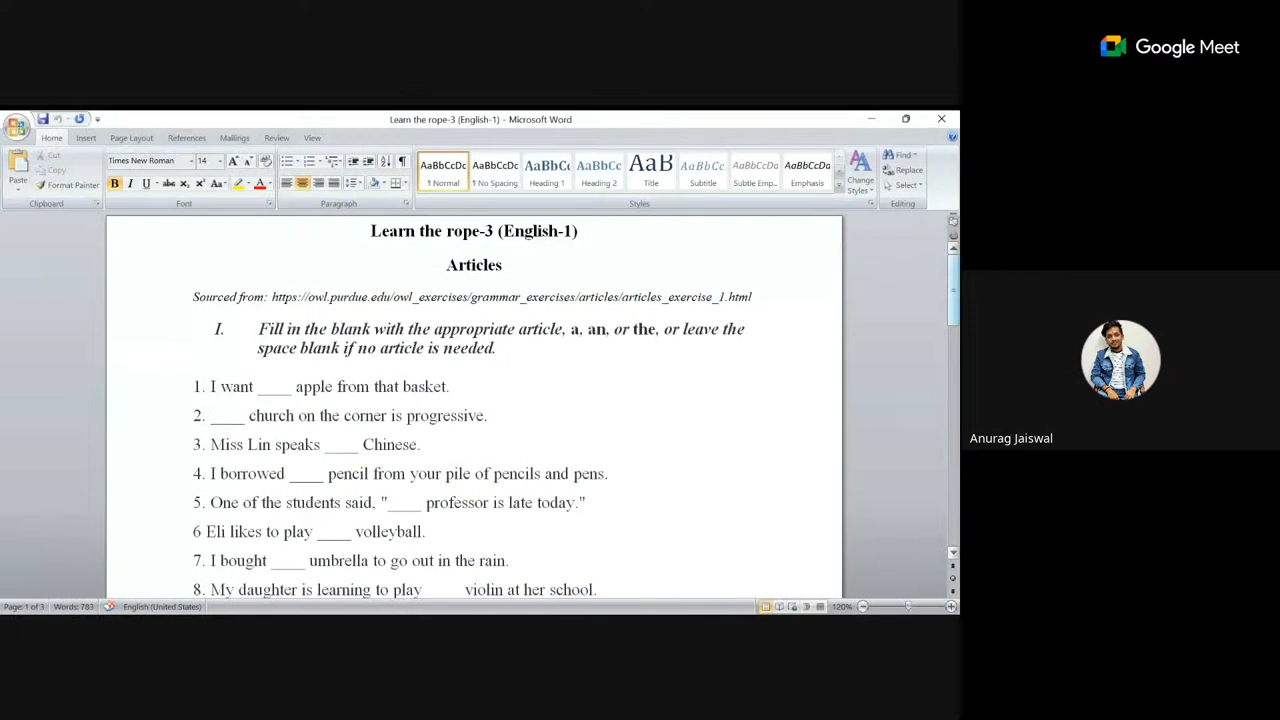 Google Meet
Learn the rope-3 (English-1) - Microsoft Word
Home Insert Page Layout References Mailings Review View
Paste
Cut
Copy
Format Painter
Clipboard
Times New Roman 14
Font
Paragraph
AaBbCcDc AaBbCcDc AaBbCc AaBbCc AaB AaBbCc. AaBbCcDc AaBbCcDc
¶ Normal ¶ No Spacing Heading 1 Heading 2 Title Subtitle Subtle Emp... Emphasis
Change
Styles
Styles
Find
Replace
Select
Editing
Learn the rope-3 (English-1)
Articles
Sourced from: https://owl.purdue.edu/owl_exercises/grammar_exercises/articles/articles_exercise_1.html
I. Fill in the blank with the appropriate article, a, an, or the, or leave the
space blank if no article is needed.
1. I want ____ apple from that basket.
2. ____ church on the corner is progressive.
3. Miss Lin speaks ____ Chinese.
4. I borrowed ____ pencil from your pile of pencils and pens.
5. One of the students said, "____ professor is late today."
6 Eli likes to play ____ volleyball.
7. I bought ____ umbrella to go out in the rain.
8. My daughter is learning to play ____ violin at her school.
Page: 1 of 3 Words: 783 English (United States) 120%
Anurag Jaiswal